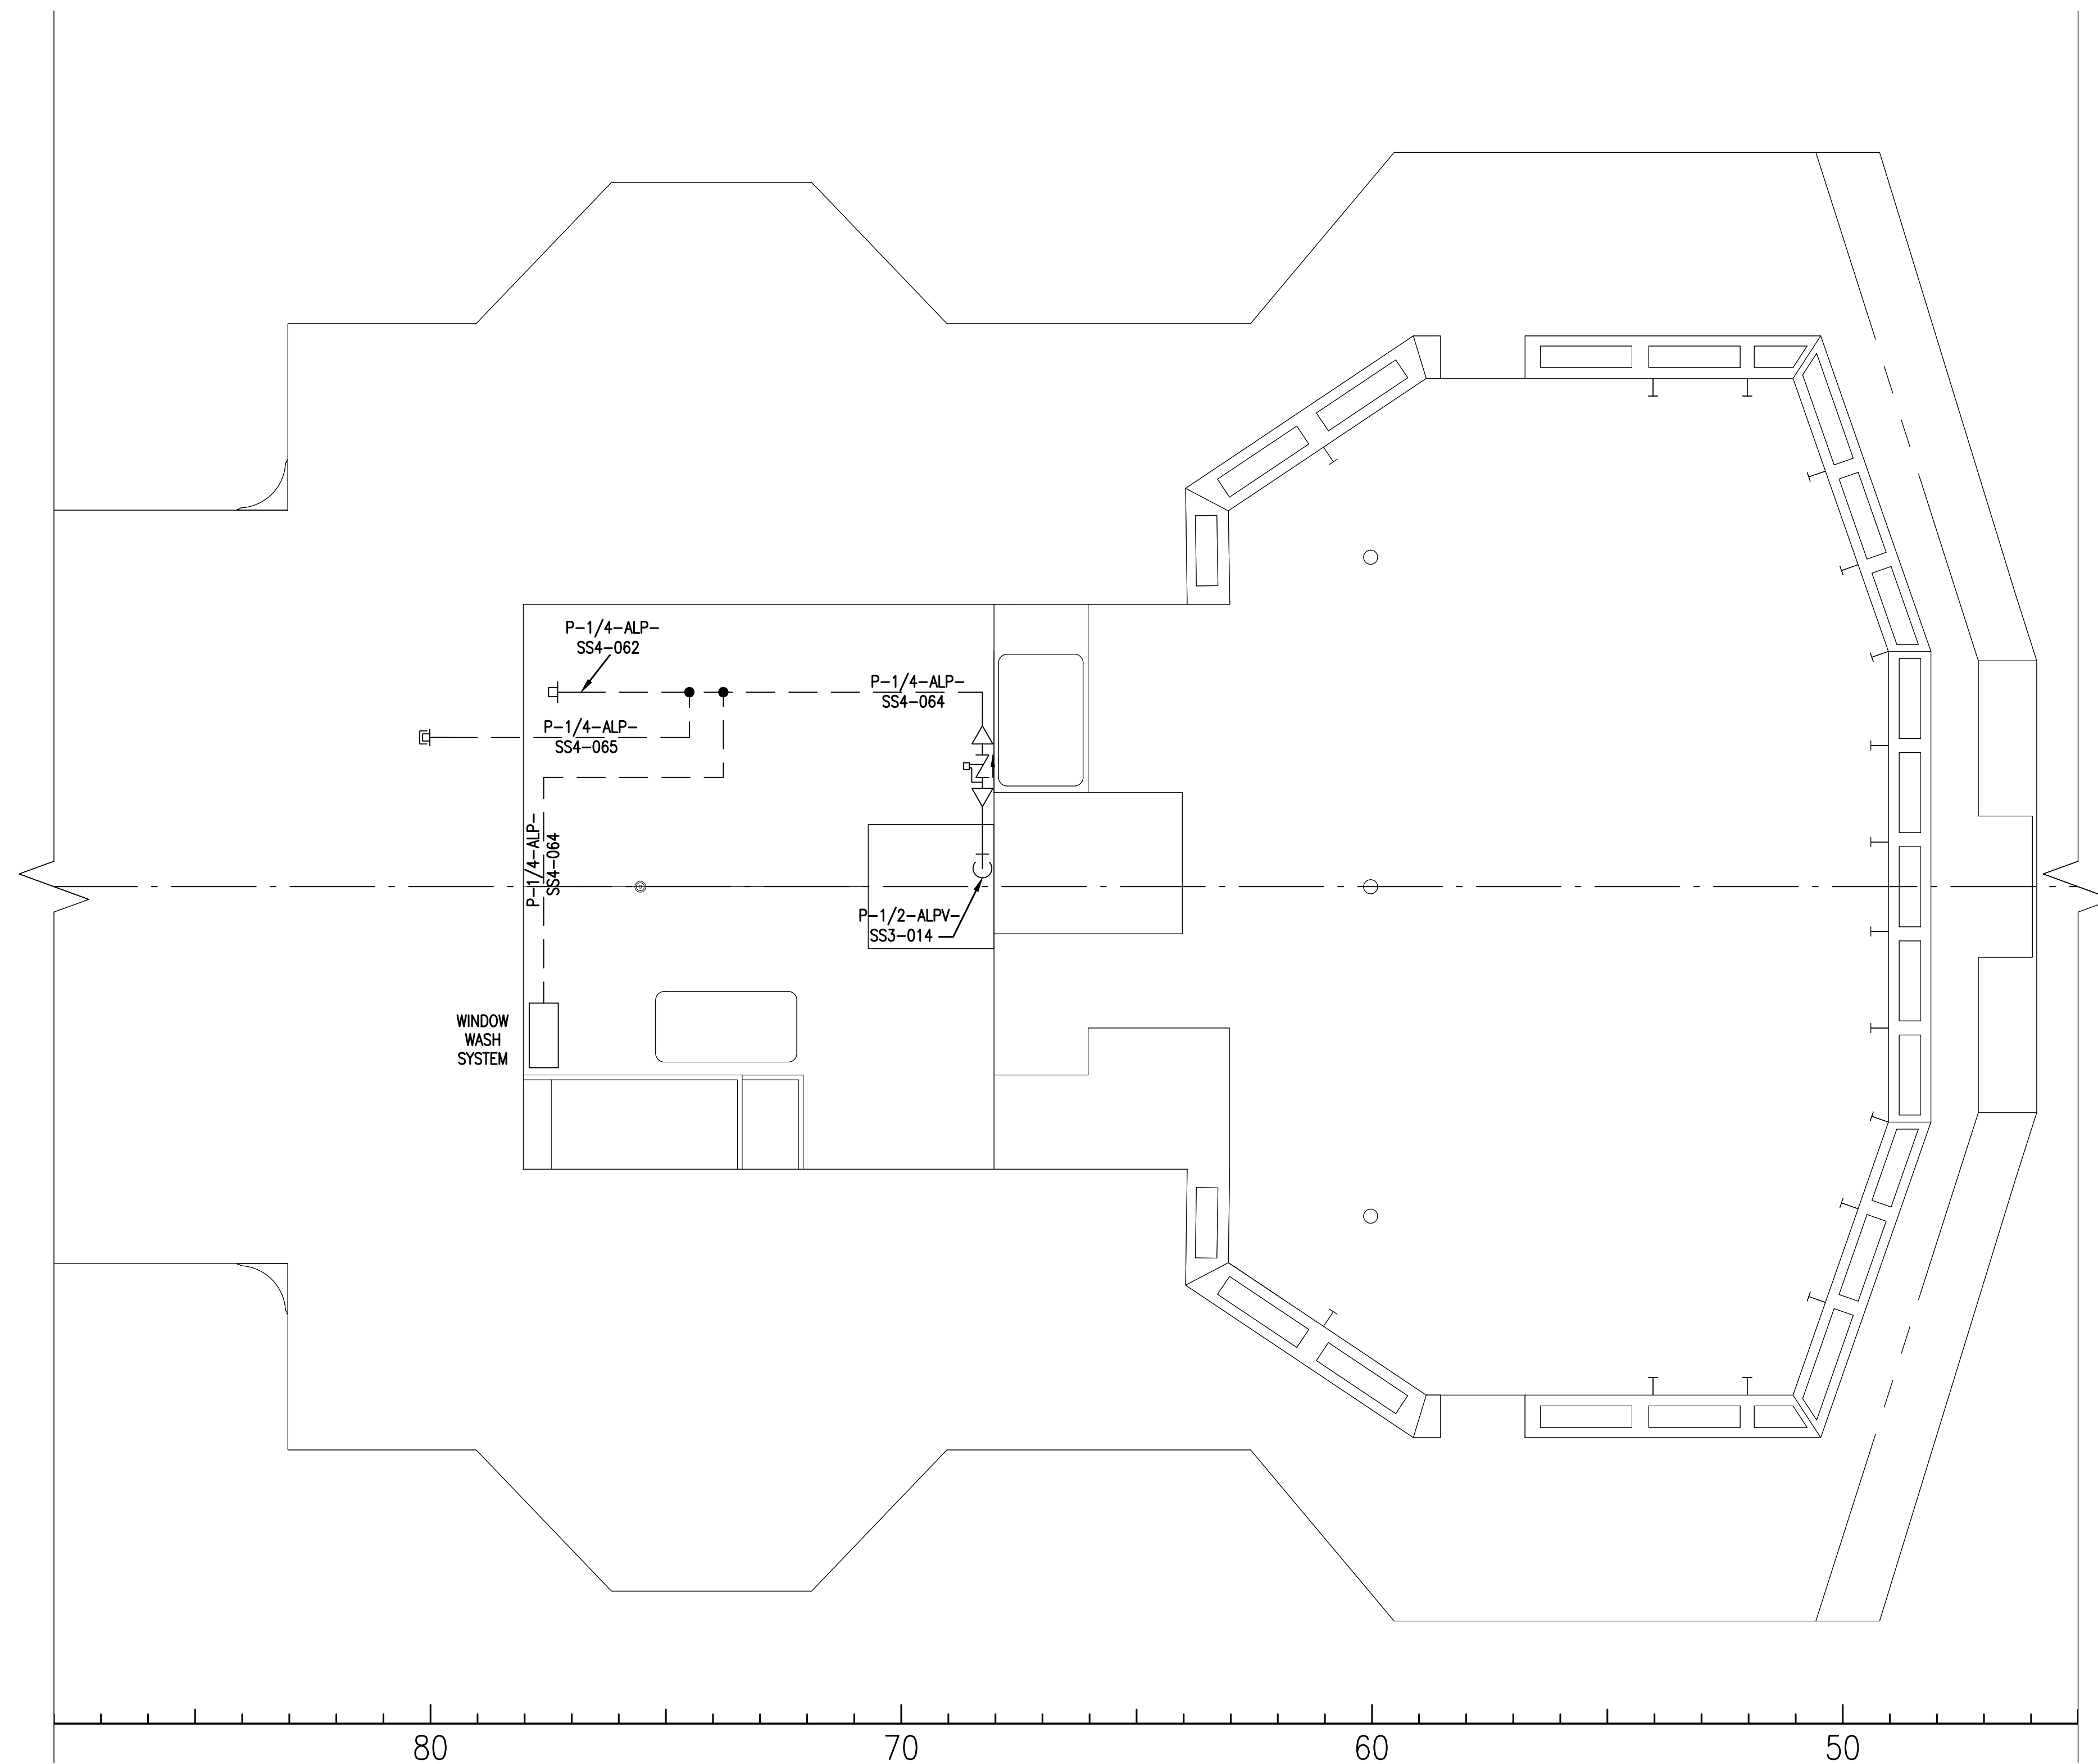 P-1/4-ALP-
SS4-062
P-1/4-ALP-
SS4-064
P-1/4-ALP-
SS4-065
P-1/4-ALP-
SS4-064
P-1/2-ALPV-
SS3-014
WINDOW
WASH
SYSTEM
80
70
60
50